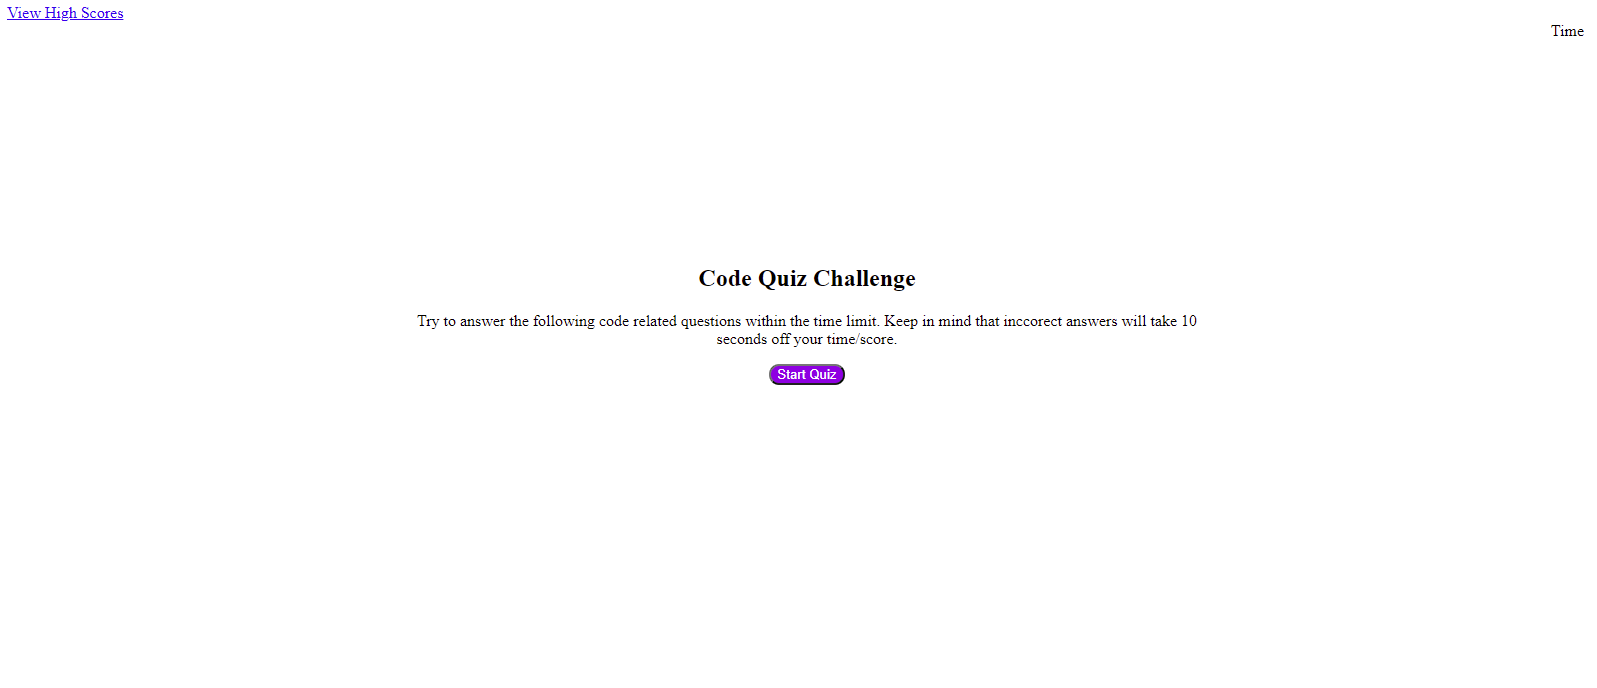 View High Scores
Time
Code Quiz Challenge
Try to answer the following code related questions within the time limit. Keep in mind that inccorect answers will take 10
seconds off your time/score.
Start Quiz